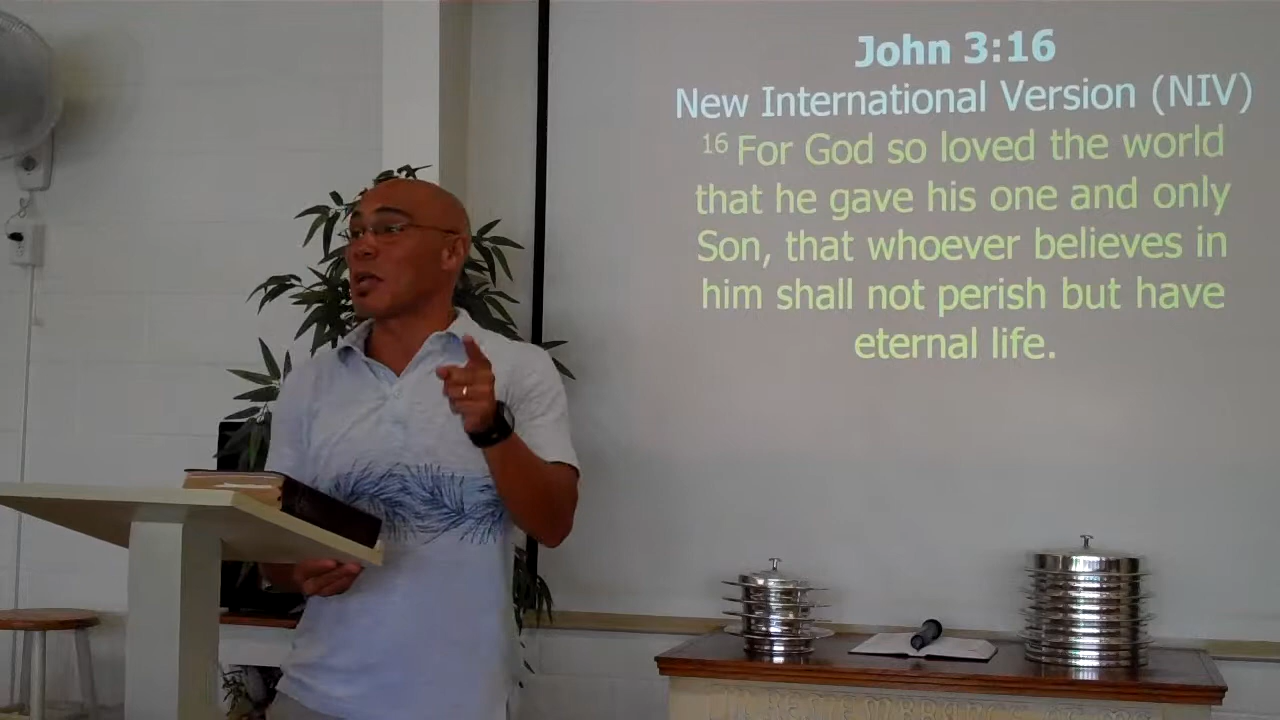 John 3:16
New International Version (NIV)
16 For God so loved the world
that he gave his one and only
Son, that whoever believes in
him shall not perish but have
eternal life.